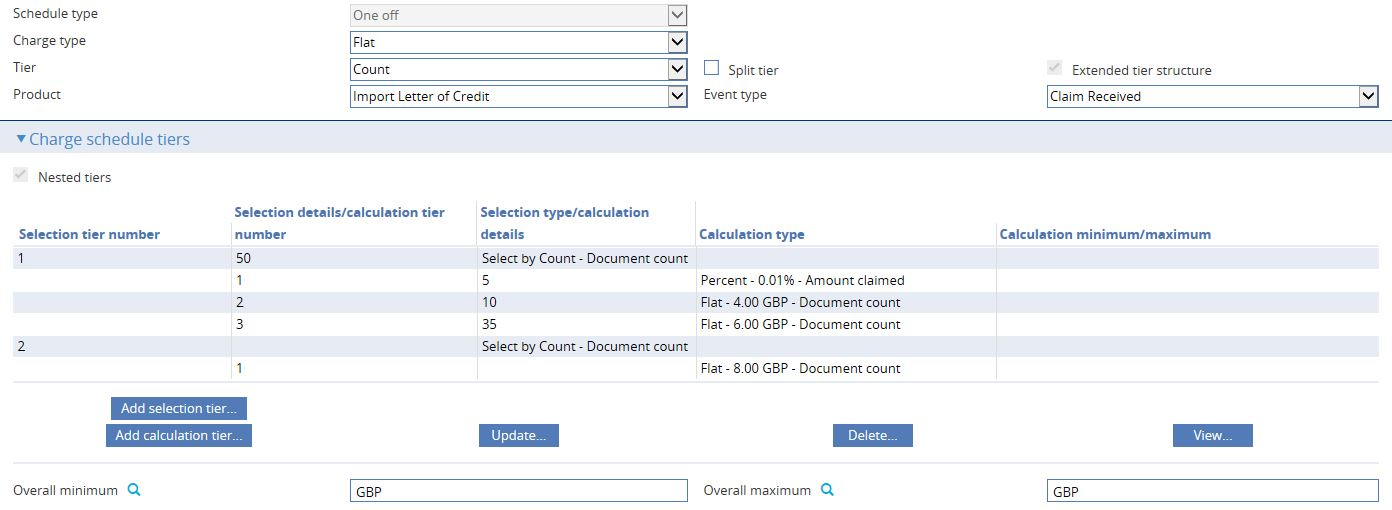 Schedule type One off
Charge type Flat
Tier Count Split tier Extended tier structure
Product Import Letter of Credit Event type Claim Received
Charge schedule tiers
Nested tiers
Selection tier number Selection details/calculation tier number Selection type/calculation details Calculation type Calculation minimum/maximum
1 50 Select by Count - Document count
1 5 Percent - 0.01% - Amount claimed
2 10 Flat - 4.00 GBP - Document count
3 35 Flat - 6.00 GBP - Document count
2 Select by Count - Document count
1 Flat - 8.00 GBP - Document count
Add selection tier...
Add calculation tier... Update... Delete... View...
Overall minimum GBP Overall maximum GBP